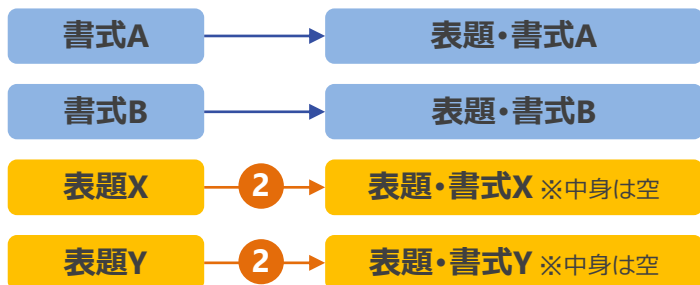 書式A 表題・書式A
書式B 表題・書式B
表題X 2 表題・書式X ※中身は空
表題Y 2 表題・書式Y ※中身は空